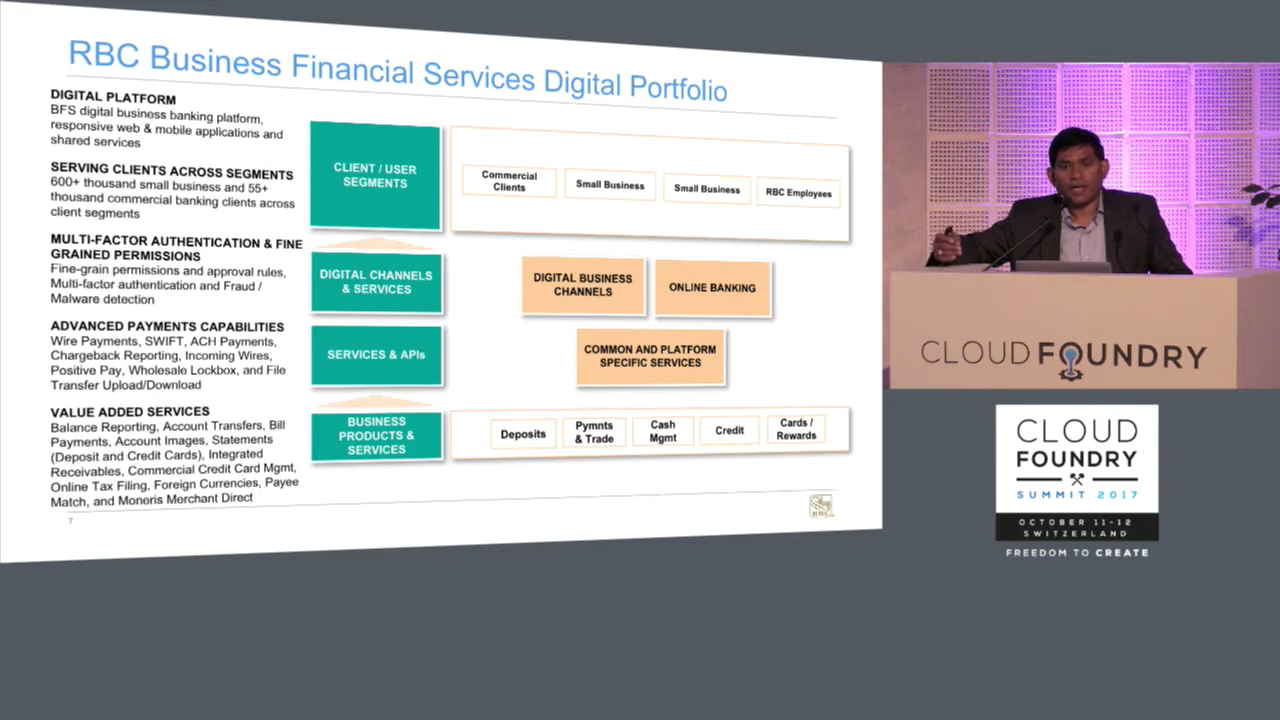 RBC Business Financial Services Digital Portfolio
DIGITAL PLATFORM
BFS digital business banking platform,
responsive web & mobile applications and
shared services
SERVING CLIENTS ACROSS SEGMENTS
600+ thousand small business and 55+
thousand commercial banking clients across
client segments
MULTI-FACTOR AUTHENTICATION & FINE
GRAINED PERMISSIONS
Fine-grain permissions and approval rules,
Multi-factor authentication and Fraud /
Malware detection
ADVANCED PAYMENTS CAPABILITIES
Wire Payments, SWIFT, ACH Payments,
Chargeback Reporting, Incoming Wires,
Positive Pay, Wholesale Lockbox, and File
Transfer Upload/Download
VALUE ADDED SERVICES
Balance Reporting, Account Transfers, Bill
Payments, Account Images, Statements
(Deposit and Credit Cards), Integrated
Receivables, Commercial Credit Card Mgmt,
Online Tax Filing, Foreign Currencies, Payee
Match, and Moneris Merchant Direct
7
CLIENT / USER
SEGMENTS
Commercial
Clients
Small Business
Small Business
RBC Employees
DIGITAL CHANNELS
& SERVICES
DIGITAL BUSINESS
CHANNELS
ONLINE BANKING
SERVICES & APIs
COMMON AND PLATFORM
SPECIFIC SERVICES
BUSINESS
PRODUCTS &
SERVICES
Deposits
Pymnts
& Trade
Cash
Mgmt
Credit
Cards /
Rewards
RBC
CLOUD FOUNDRY
CLOUD
FOUNDRY
SUMMIT 2017
OCTOBER 11-12
SWITZERLAND
FREEDOM TO CREATE